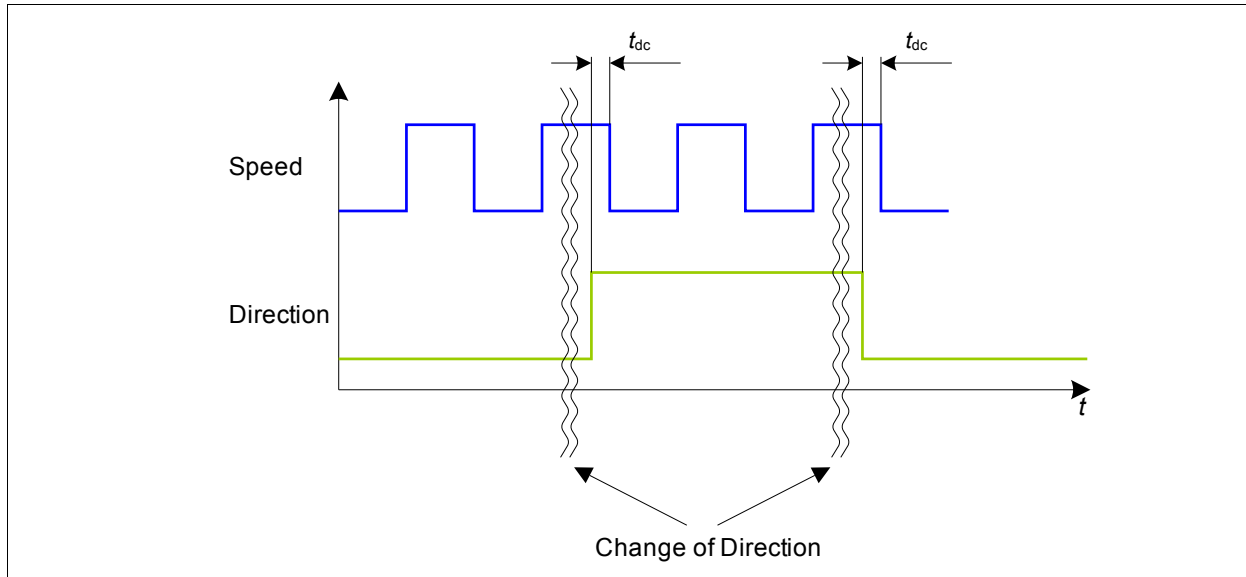 tdc
tdc
Speed
Direction
t
Change of Direction